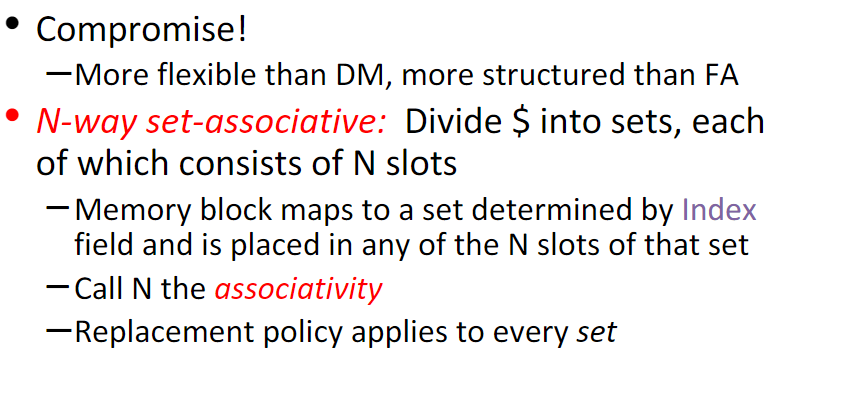 • Compromise!
—More flexible than DM, more structured than FA
• N-way set-associative: Divide $ into sets, each
of which consists of N slots
—Memory block maps to a set determined by Index
field and is placed in any of the N slots of that set
—Call N the associativity
—Replacement policy applies to every set